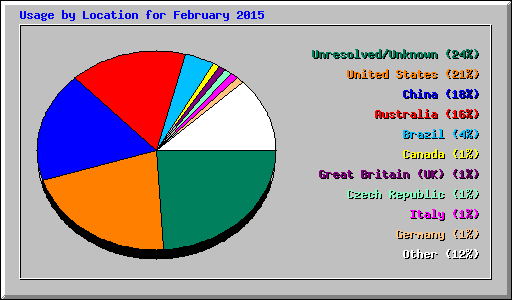 Usage by Location for February 2015
Unresolved/Unknown (24%)
United States (21%)
China (18%)
Australia (16%)
Brazil (4%)
Canada (1%)
Great Britain (UK) (1%)
Czech Republic (1%)
Italy (1%)
Germany (1%)
Other (12%)